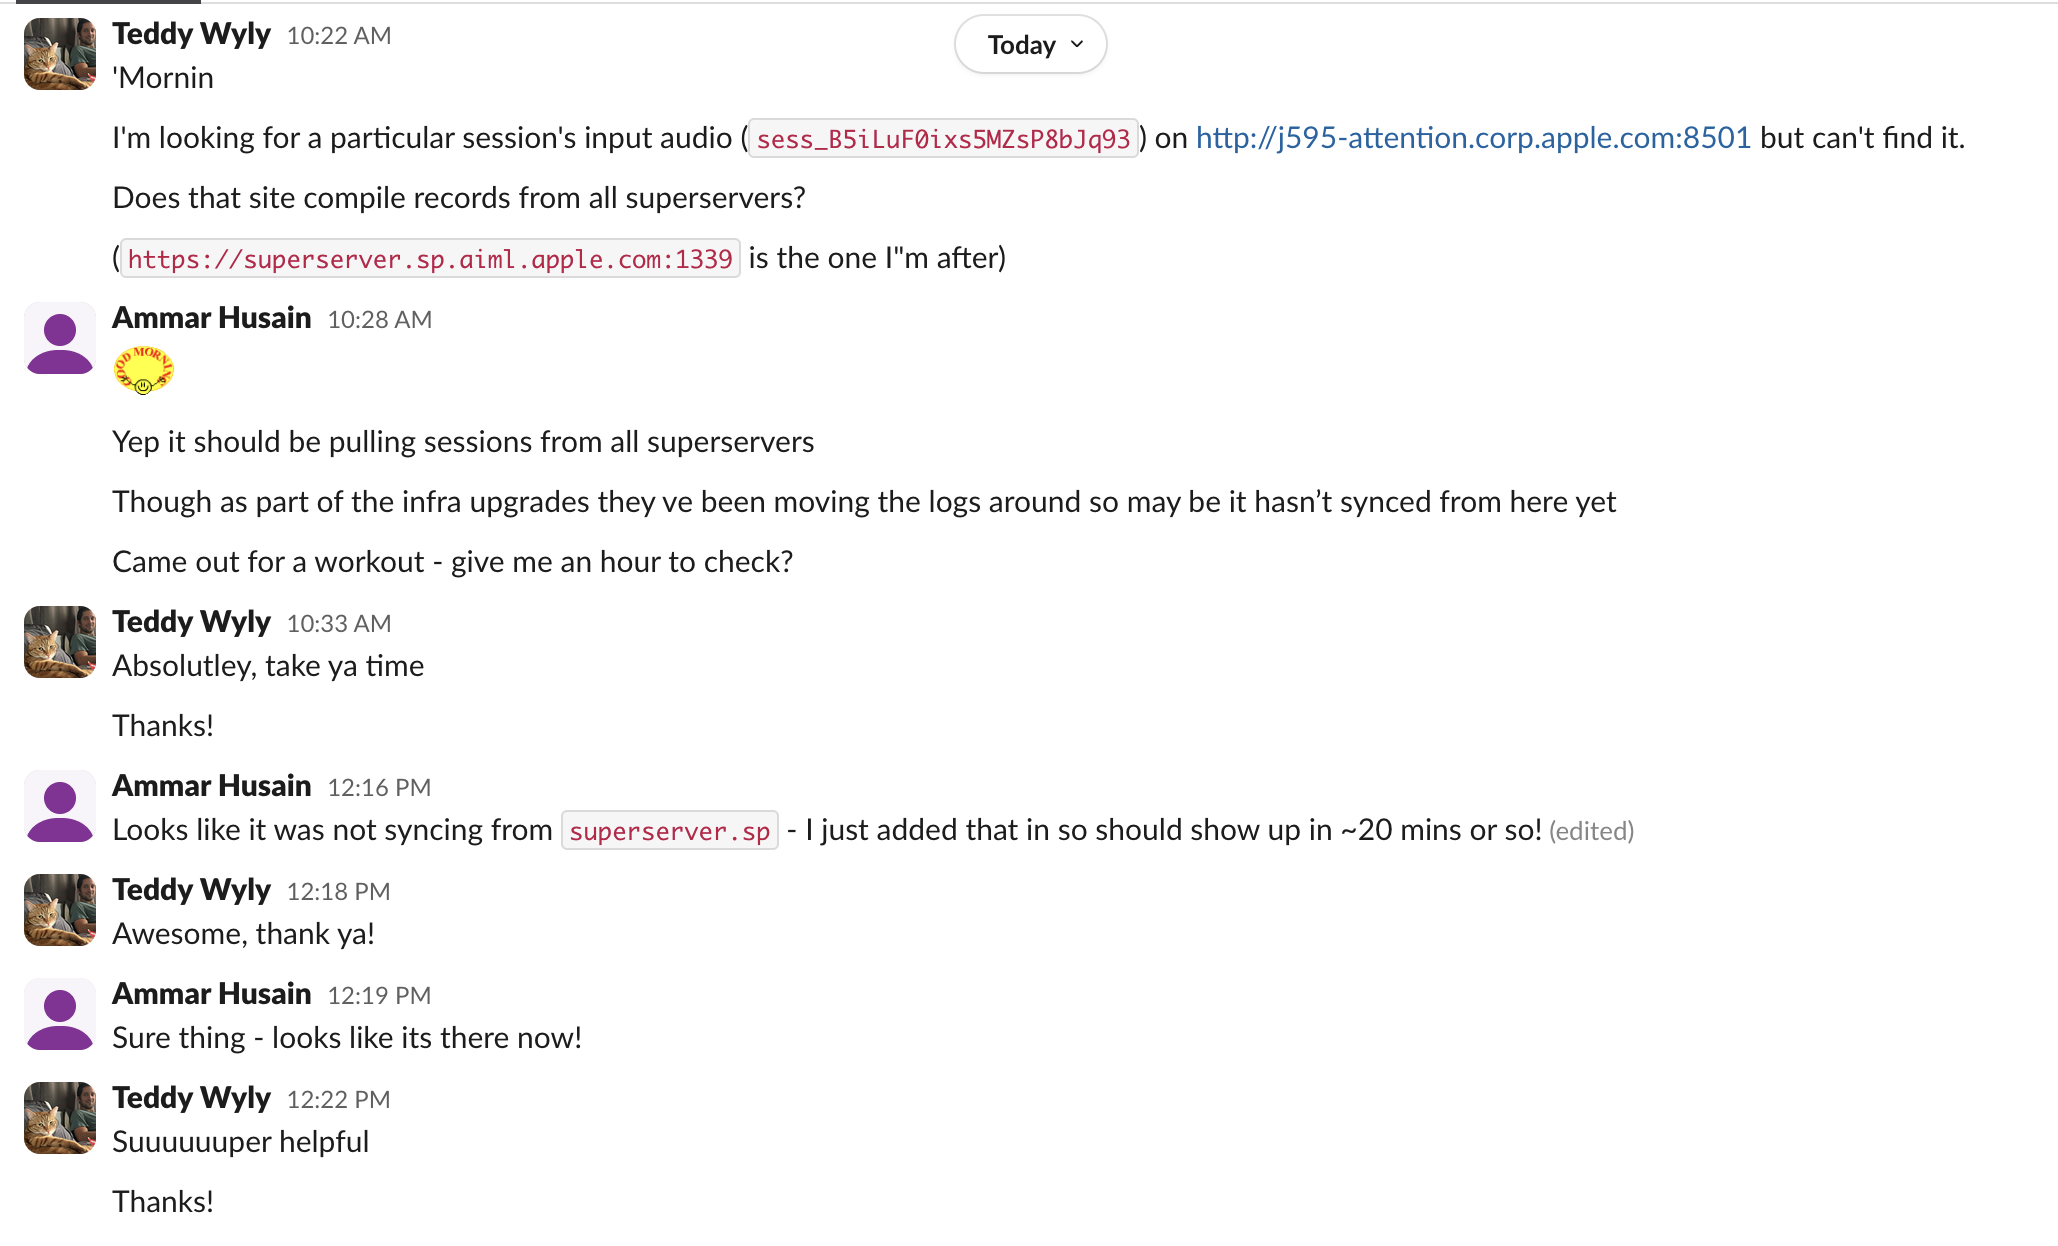 Teddy Wyly 10:22 AM
Today
'Mornin
I'm looking for a particular session's input audio (sess_B5iLuF0ixs5MZsP8bJq93) on http://j595-attention.corp.apple.com:8501 but can't find it.
Does that site compile records from all superservers?
(https://superserver.sp.aiml.apple.com:1339 is the one I"m after)
Ammar Husain 10:28 AM
GOOD MORNING
Yep it should be pulling sessions from all superservers
Though as part of the infra upgrades they ve been moving the logs around so may be it hasn’t synced from here yet
Came out for a workout - give me an hour to check?
Teddy Wyly 10:33 AM
Absolutley, take ya time
Thanks!
Ammar Husain 12:16 PM
Looks like it was not syncing from superserver.sp - I just added that in so should show up in ~20 mins or so! (edited)
Teddy Wyly 12:18 PM
Awesome, thank ya!
Ammar Husain 12:19 PM
Sure thing - looks like its there now!
Teddy Wyly 12:22 PM
Suuuuuuper helpful
Thanks!